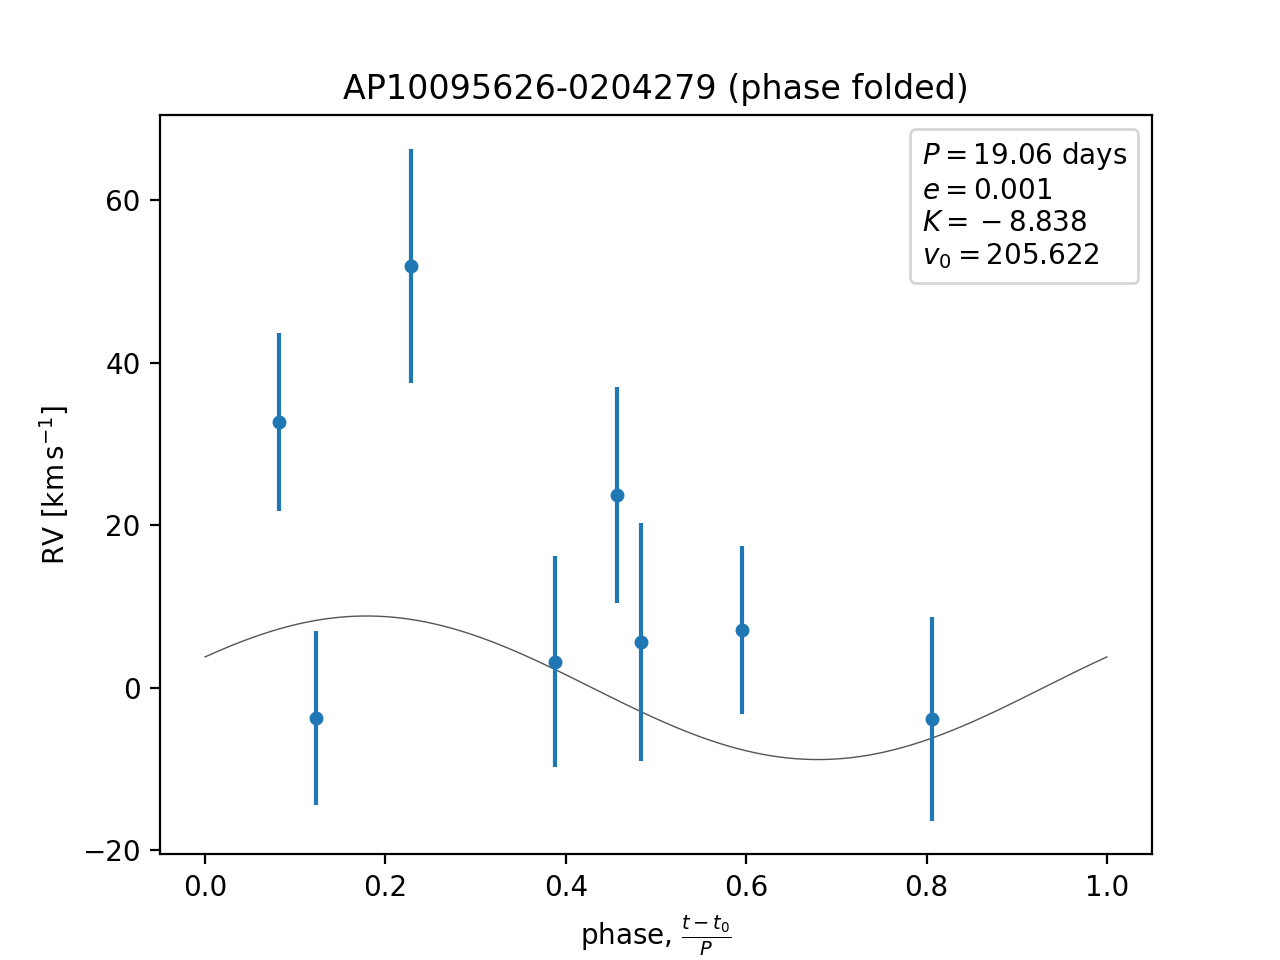 AP10095626-0204279 (phase folded)
P = 19.06 days
e = 0.001
K = −8.838
v₀ = 205.622
60
40
20
0
−20
RV [km s⁻¹]
0.0 0.2 0.4 0.6 0.8 1.0
phase, (t − t₀)/P